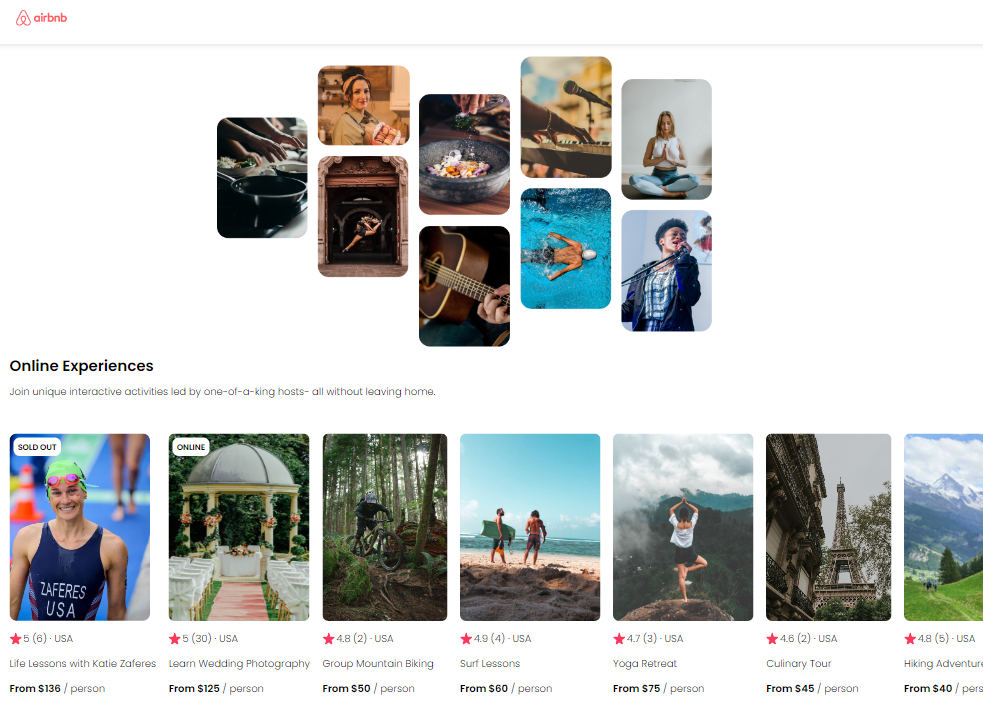 airbnb
Online Experiences
Join unique interactive activities led by one-of-a-king hosts- all without leaving home.
SOLD OUT
ZAFERES
USA
5 (6) · USA
Life Lessons with Katie Zaferes
From $136 / person
ONLINE
5 (30) · USA
Learn Wedding Photography
From $125 / person
4.8 (2) · USA
Group Mountain Biking
From $50 / person
4.9 (4) · USA
Surf Lessons
From $60 / person
4.7 (3) · USA
Yoga Retreat
From $75 / person
4.6 (2) · USA
Culinary Tour
From $45 / person
4.8 (5) · USA
Hiking Adventure
From $40 / pers